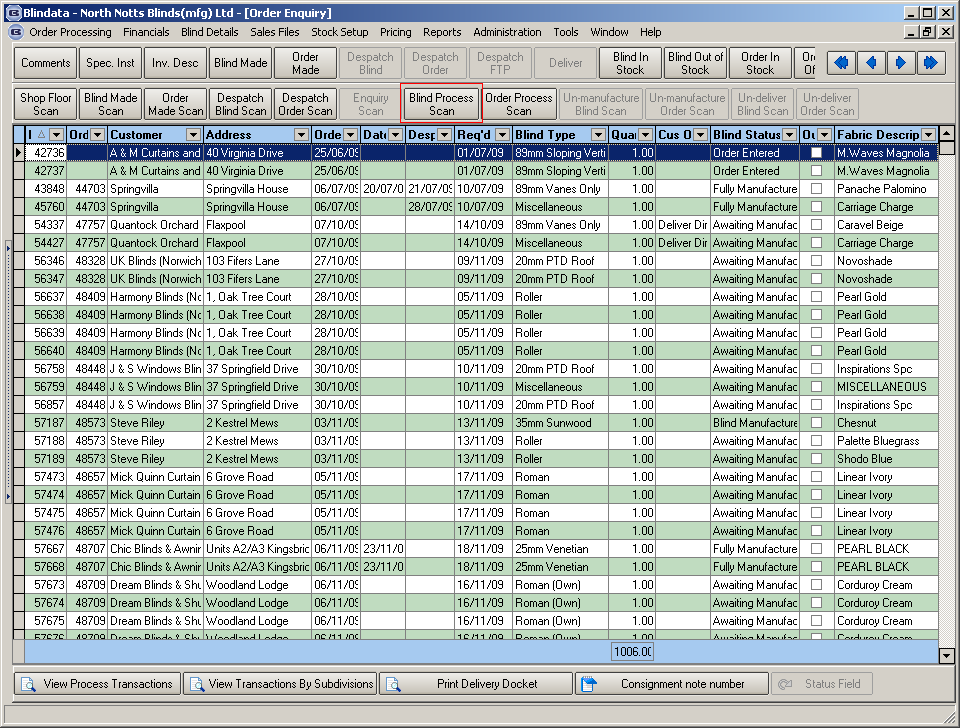 Blindata - North Notts Blinds(mfg) Ltd - [Order Enquiry]
Order Processing Financials Blind Details Sales Files Stock Setup Pricing Reports Administration Tools Window Help
Comments Spec. Inst Inv. Desc Blind Made Order Made Despatch Blind Despatch Order Despatch FTP Deliver Blind In Stock Blind Out of Stock Order In Stock
Shop Floor Scan Blind Made Scan Order Made Scan Despatch Blind Scan Despatch Order Scan Enquiry Scan Blind Process Scan Order Process Scan Un-manufacture Blind Scan Un-manufacture Order Scan Un-deliver Blind Scan Un-deliver Order Scan
I Ord Customer Address Orde Date Desp Req'd Blind Type Qua Cus O Blind Status Ou Fabric Descrip
42736 A & M Curtains and 40 Virginia Drive 25/06/09 01/07/09 89mm Sloping Verti 1.00 Order Entered M.Waves Magnolia
42737 A & M Curtains and 40 Virginia Drive 25/06/09 01/07/09 89mm Sloping Verti 1.00 Order Entered M.Waves Magnolia
43848 44703 Springvilla Springvilla House 06/07/09 20/07/0 21/07/09 10/07/09 89mm Vanes Only 1.00 Fully Manufacture Panache Palomino
45760 44703 Springvilla Springvilla House 06/07/09 28/07/09 10/07/09 Miscellaneous 1.00 Fully Manufacture Carriage Charge
54337 47757 Quantock Orchard Flaxpool 07/10/09 14/10/09 89mm Vanes Only 1.00 Deliver Dir Awaiting Manufac Caravel Beige
54427 47757 Quantock Orchard Flaxpool 07/10/09 14/10/09 Miscellaneous 1.00 Deliver Dir Awaiting Manufac Carriage Charge
56346 48328 UK Blinds (Norwich 103 Fifers Lane 27/10/09 09/11/09 20mm PTD Roof 1.00 Awaiting Manufac Novoshade
56347 48328 UK Blinds (Norwich 103 Fifers Lane 27/10/09 09/11/09 20mm PTD Roof 1.00 Awaiting Manufac Novoshade
56637 48409 Harmony Blinds (No 1, Oak Tree Court 28/10/09 05/11/09 Roller 1.00 Awaiting Manufac Pearl Gold
56638 48409 Harmony Blinds (No 1, Oak Tree Court 28/10/09 05/11/09 Roller 1.00 Awaiting Manufac Pearl Gold
56639 48409 Harmony Blinds (No 1, Oak Tree Court 28/10/09 05/11/09 Roller 1.00 Awaiting Manufac Pearl Gold
56640 48409 Harmony Blinds (No 1, Oak Tree Court 28/10/09 05/11/09 Roller 1.00 Awaiting Manufac Pearl Gold
56758 48448 J & S Windows Blin 37 Springfield Drive 30/10/09 10/11/09 20mm PTD Roof 1.00 Awaiting Manufac Inspirations Spc
56759 48448 J & S Windows Blin 37 Springfield Drive 30/10/09 10/11/09 Miscellaneous 1.00 Awaiting Manufac MISCELLANEOUS
56857 48448 J & S Windows Blin 37 Springfield Drive 30/10/09 10/11/09 20mm PTD Roof 1.00 Awaiting Manufac Inspirations Spc
57187 48573 Steve Riley 2 Kestrel Mews 03/11/09 13/11/09 35mm Sunwood 1.00 Blind Manufactur Chesnut
57188 48573 Steve Riley 2 Kestrel Mews 03/11/09 13/11/09 Roller 1.00 Awaiting Manufac Palette Bluegrass
57189 48573 Steve Riley 2 Kestrel Mews 03/11/09 13/11/09 Roller 1.00 Awaiting Manufac Shodo Blue
57473 48657 Mick Quinn Curtain 6 Grove Road 05/11/09 17/11/09 Roman 1.00 Awaiting Manufac Linear Ivory
57474 48657 Mick Quinn Curtain 6 Grove Road 05/11/09 17/11/09 Roman 1.00 Awaiting Manufac Linear Ivory
57475 48657 Mick Quinn Curtain 6 Grove Road 05/11/09 17/11/09 Roman 1.00 Awaiting Manufac Linear Ivory
57476 48657 Mick Quinn Curtain 6 Grove Road 05/11/09 17/11/09 Roman 1.00 Awaiting Manufac Linear Ivory
57667 48707 Chic Blinds & Awnir Units A2/A3 Kingsbric 06/11/09 23/11/0 18/11/09 25mm Venetian 1.00 Fully Manufacture PEARL BLACK
57668 48707 Chic Blinds & Awnir Units A2/A3 Kingsbric 06/11/09 23/11/0 18/11/09 25mm Venetian 1.00 Fully Manufacture PEARL BLACK
57673 48709 Dream Blinds & Shu Woodland Lodge 06/11/09 16/11/09 Roman (Own) 1.00 Awaiting Manufac Corduroy Cream
57674 48709 Dream Blinds & Shu Woodland Lodge 06/11/09 16/11/09 Roman (Own) 1.00 Awaiting Manufac Corduroy Cream
57675 48709 Dream Blinds & Shu Woodland Lodge 06/11/09 16/11/09 Roman (Own) 1.00 Awaiting Manufac Corduroy Cream
57676 48709 Dream Blinds & Shu Woodland Lodge 06/11/09 16/11/09 Roman (Own) 1.00 Awaiting Manufac Corduroy Cream
1006.00
View Process Transactions View Transactions By Subdivisions Print Delivery Docket Consignment note number Status Field